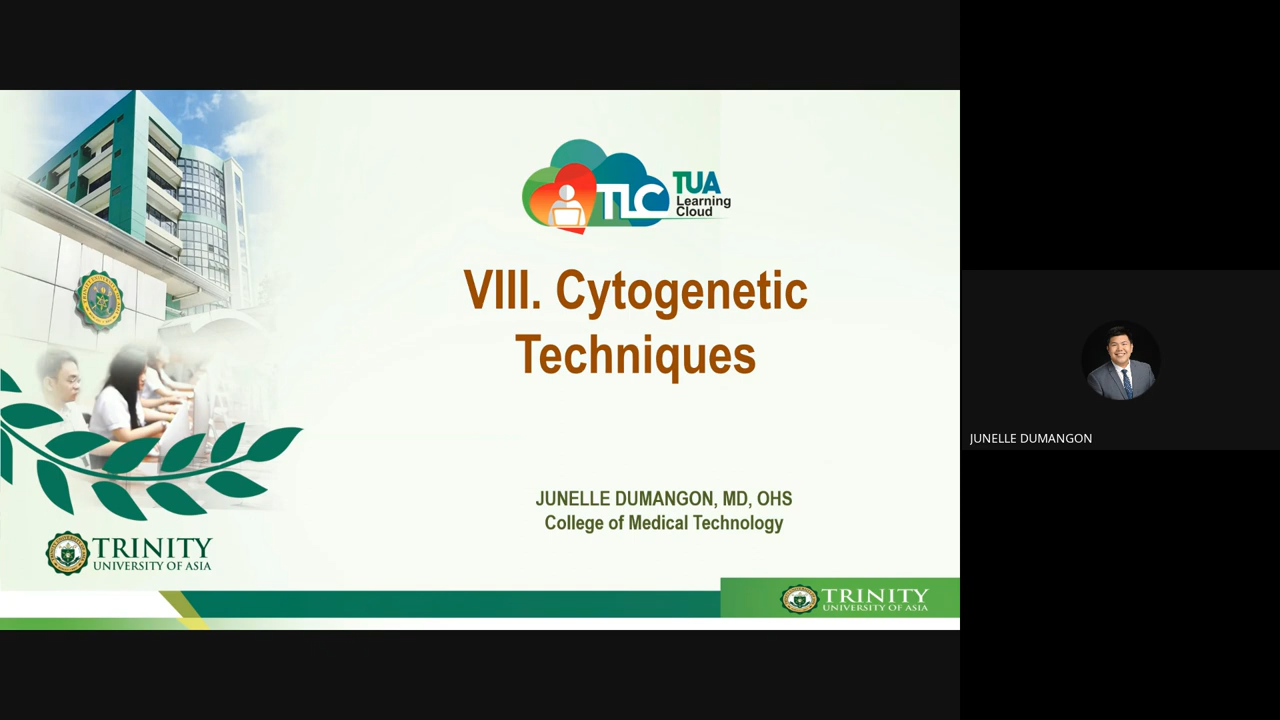 TLC TUA
Learning
Cloud
VIII. Cytogenetic
Techniques
JUNELLE DUMANGON, MD, OHS
College of Medical Technology
TRINITY
UNIVERSITY OF ASIA
TRINITY
UNIVERSITY OF ASIA
JUNELLE DUMANGON